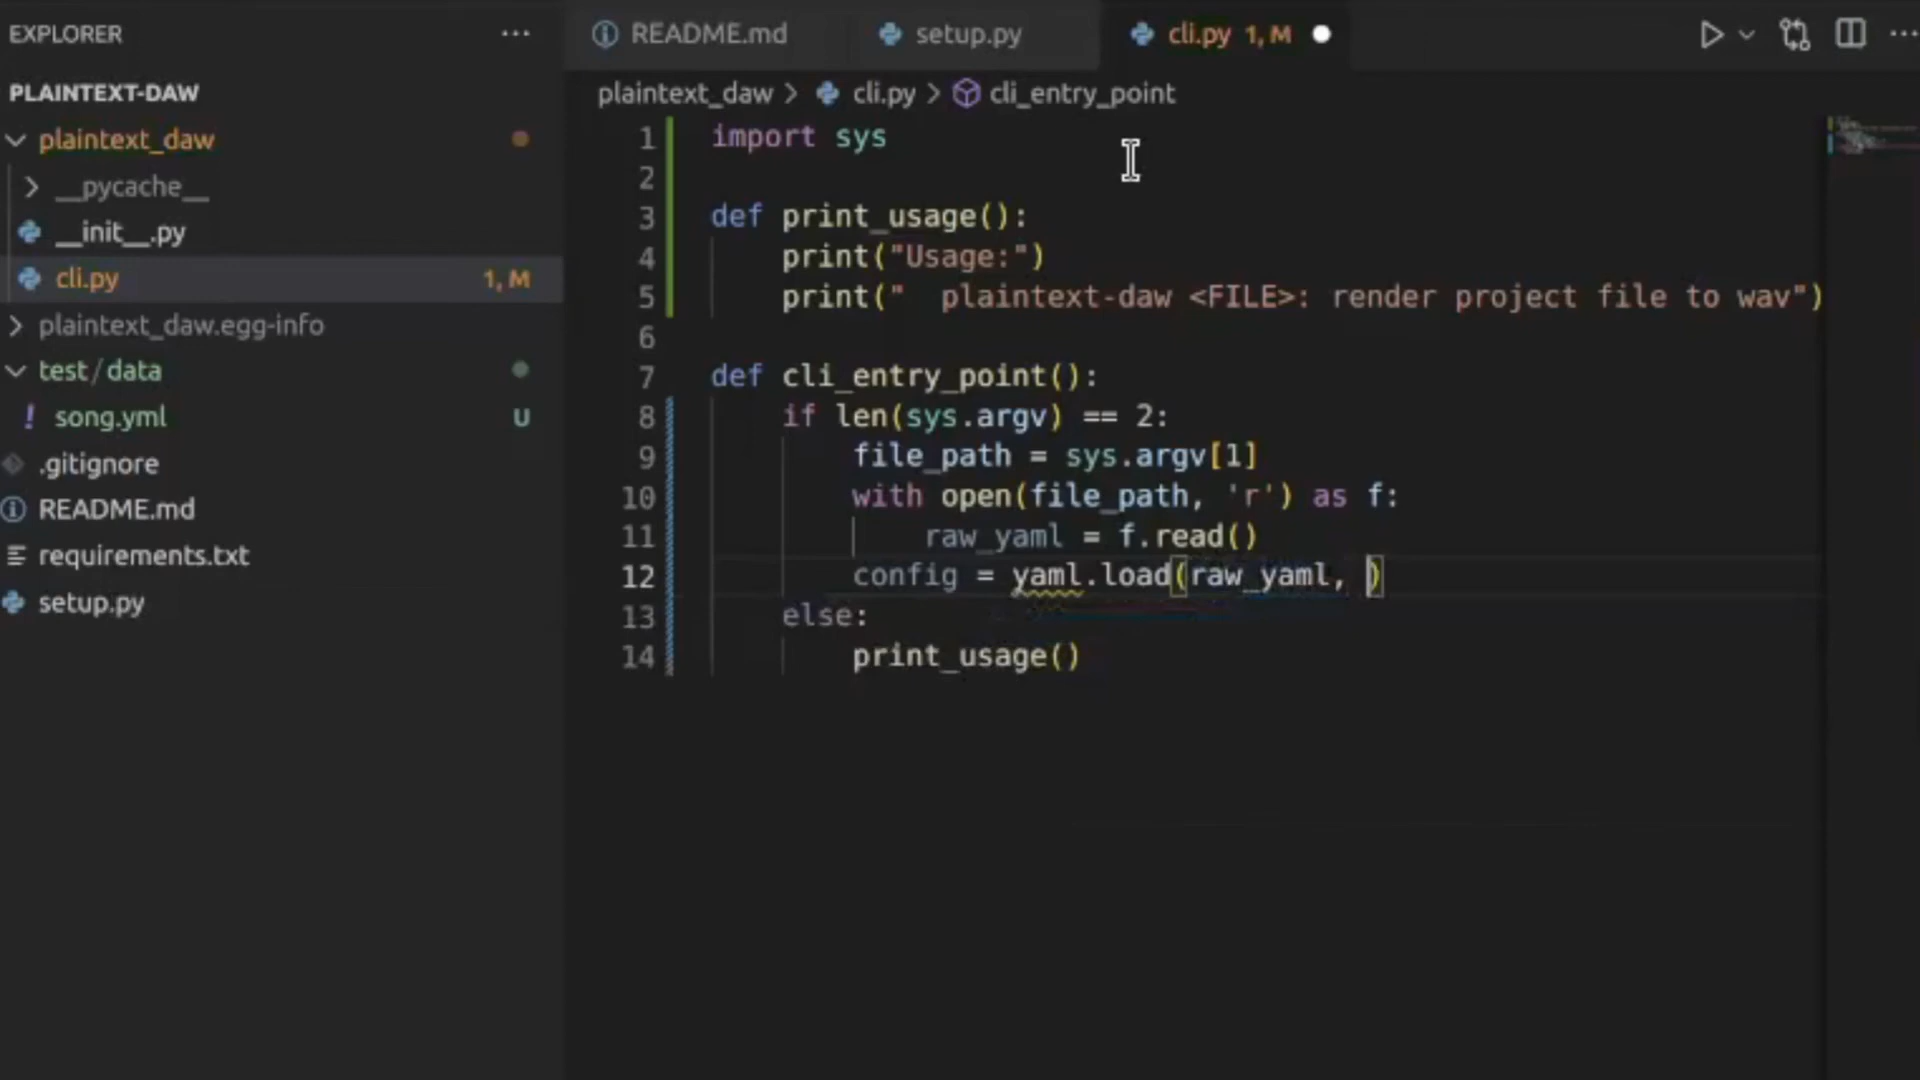 EXPLORER
PLAINTEXT-DAW
plaintext_daw
__pycache__
__init__.py
cli.py 1, M
plaintext_daw.egg-info
test/data
song.yml U
.gitignore
README.md
requirements.txt
setup.py
README.md setup.py cli.py 1, M
plaintext_daw > cli.py > cli_entry_point
1 import sys
2
3 def print_usage():
4     print("Usage:")
5     print("  plaintext-daw <FILE>: render project file to wav")
6
7 def cli_entry_point():
8     if len(sys.argv) == 2:
9         file_path = sys.argv[1]
10         with open(file_path, 'r') as f:
11             raw_yaml = f.read()
12         config = yaml.load(raw_yaml, )
13     else:
14         print_usage()